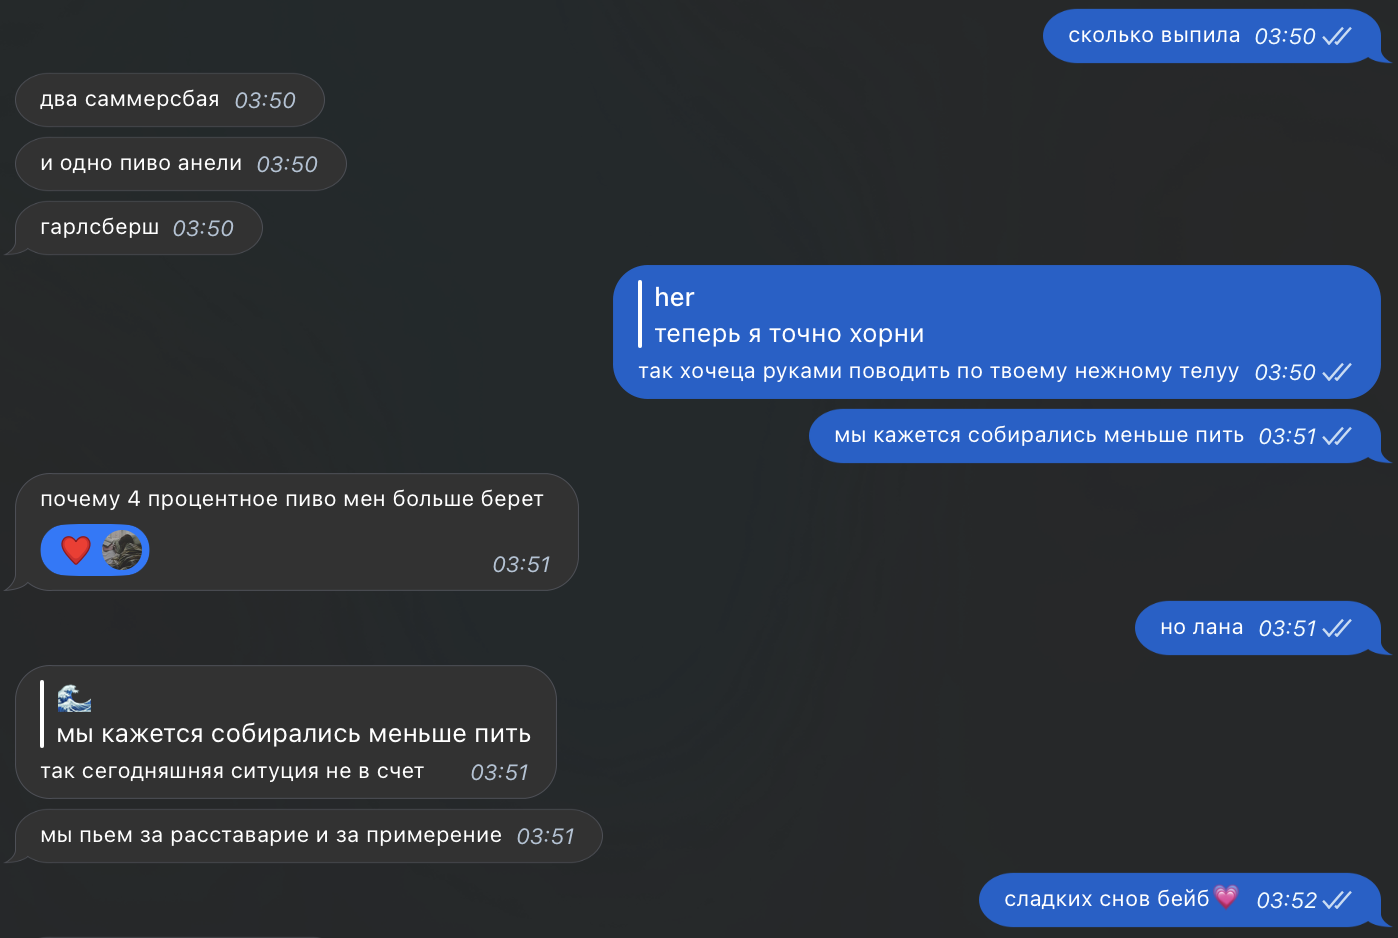 сколько выпила 03:50
два саммерсбая 03:50
и одно пиво анели 03:50
гарлсберш 03:50
her
теперь я точно хорни
так хочеца руками поводить по твоему нежному телуу 03:50
мы кажется собирались меньше пить 03:51
почему 4 процентное пиво мен больше берет
03:51
но лана 03:51
🌊
мы кажется собирались меньше пить
так сегодняшняя ситуция не в счет 03:51
мы пьем за расставарие и за примерение 03:51
сладких снов бейб💗 03:52